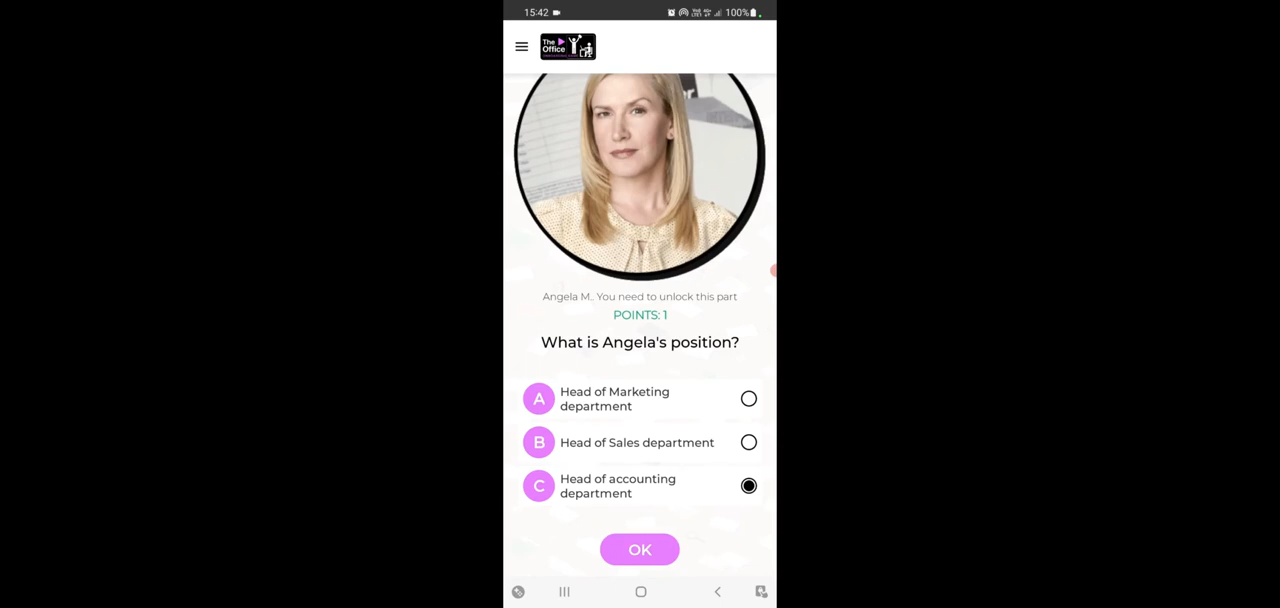 15:42
100%
The
Office
er
Angela M.. You need to unlock this part
POINTS: 1
What is Angela's position?
A
Head of Marketing
department
B
Head of Sales department
C
Head of accounting
department
OK